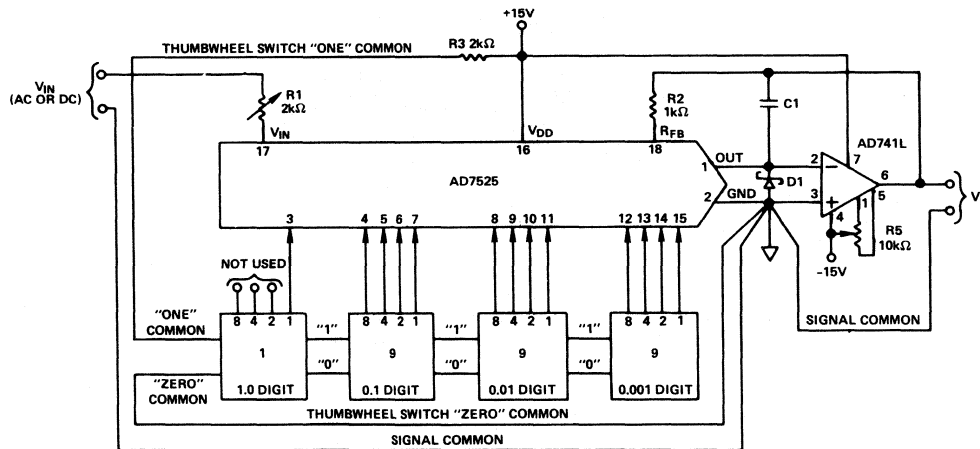 +15V
THUMBWHEEL SWITCH "ONE" COMMON
R3 2kΩ
VIN
(AC OR DC)
R1
2kΩ
R2
1kΩ
C1
VIN
VDD
RFB
17
16
18
AD741L
AD7525
1
OUT
2
GND
D1
2
3
7
6
5
1
4
–
+
V
R5
10kΩ
-15V
3
4 5 6 7
8 9 10 11
12 13 14 15
NOT USED
8 4 2 1
8 4 2 1
8 4 2 1
8 4 2 1
"ONE"
COMMON
"1"
"1"
"1"
1
9
9
9
"0"
"0"
"0"
"ZERO"
COMMON
1.0 DIGIT
0.1 DIGIT
0.01 DIGIT
0.001 DIGIT
SIGNAL COMMON
THUMBWHEEL SWITCH "ZERO" COMMON
SIGNAL COMMON